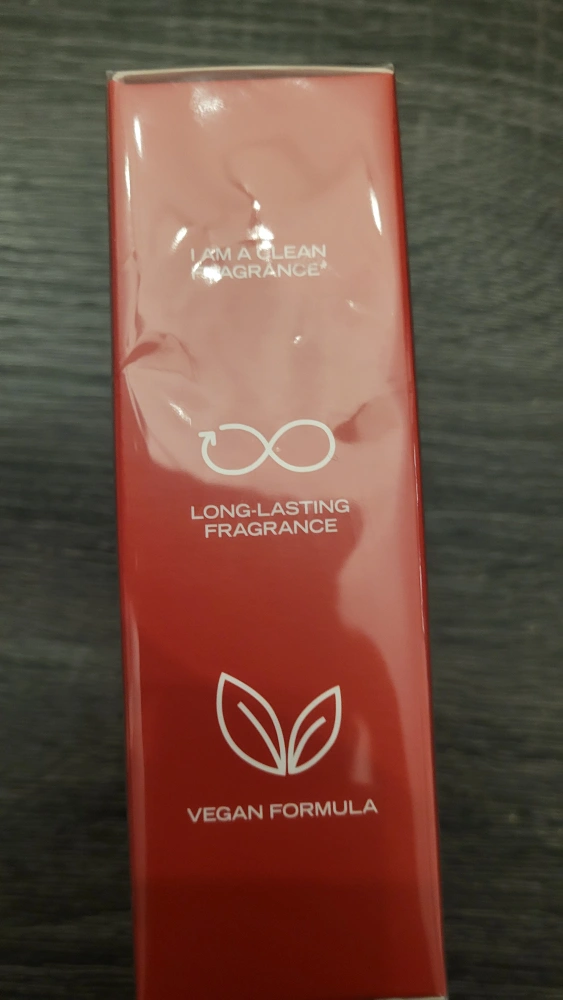 I AM A CLEAN
FRAGRANCE*
LONG-LASTING
FRAGRANCE
VEGAN FORMULA